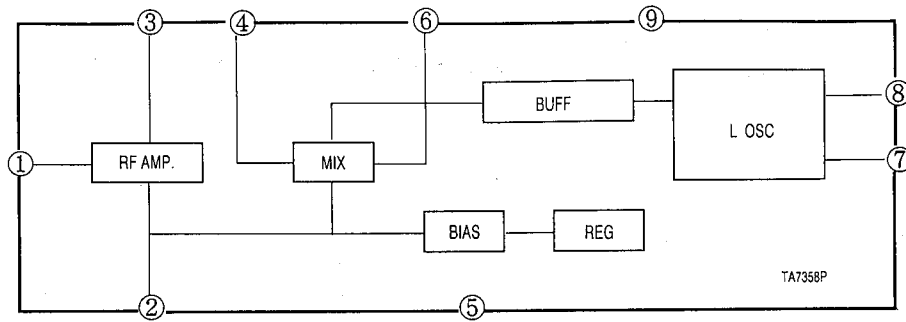 ③ ④ ⑥ ⑨
BUFF
L OSC
⑧
① RF AMP. MIX ⑦
BIAS REG
TA7358P
② ⑤